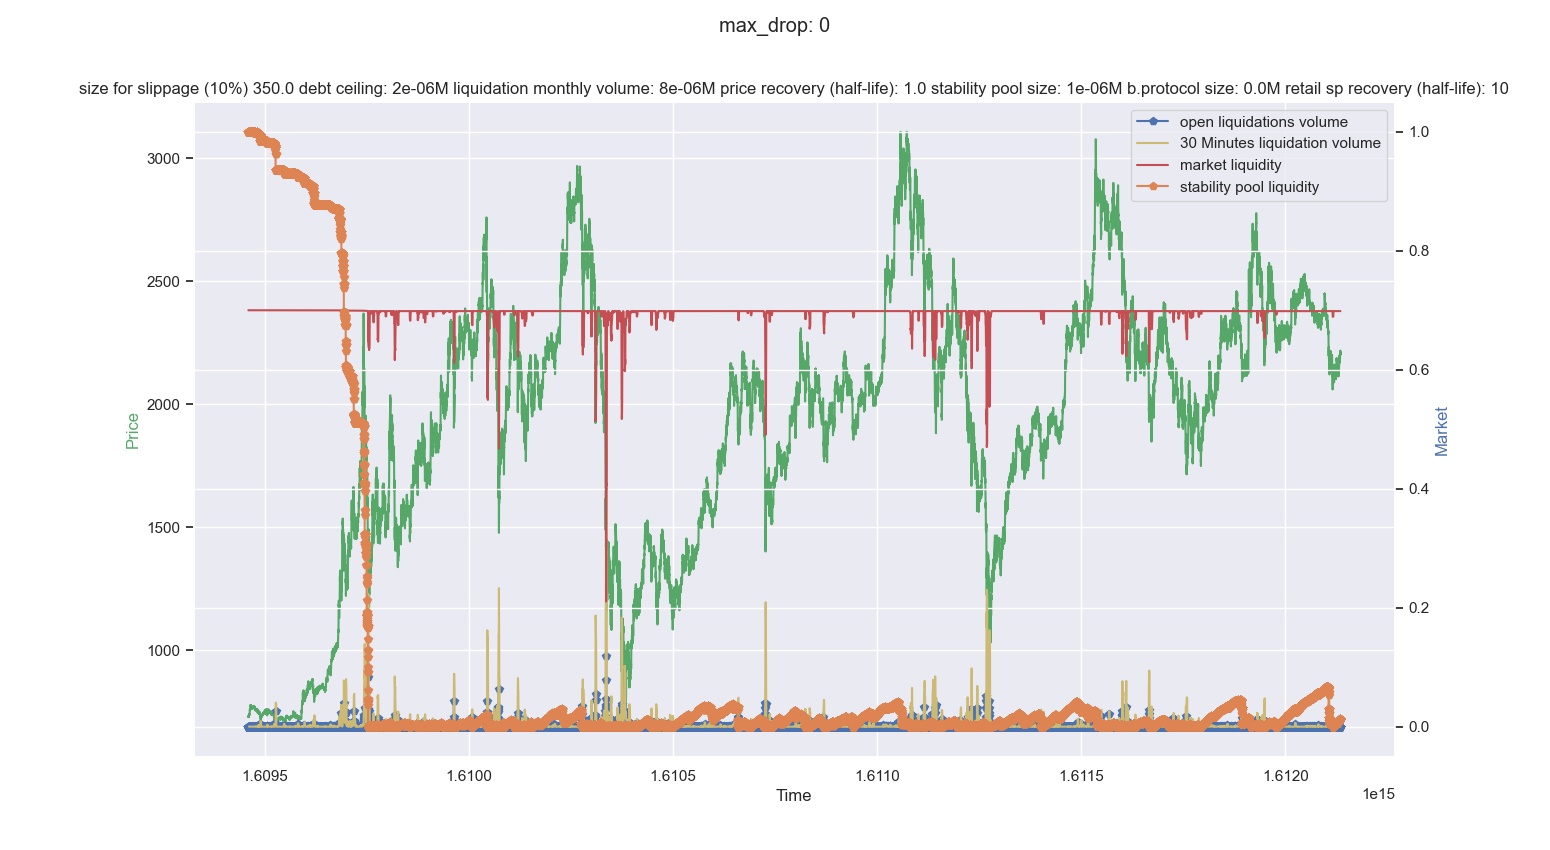 max_drop: 0
size for slippage (10%) 350.0 debt ceiling: 2e-06M liquidation monthly volume: 8e-06M price recovery (half-life): 1.0 stability pool size: 1e-06M b.protocol size: 0.0M retail sp recovery (half-life): 10
open liquidations volume
30 Minutes liquidation volume
market liquidity
stability pool liquidity
3000
2500
2000
1500
1000
Price
1.0
0.8
0.6
0.4
0.2
0.0
Market
1.6095 1.6100 1.6105 1.6110 1.6115 1.6120
Time
1e15